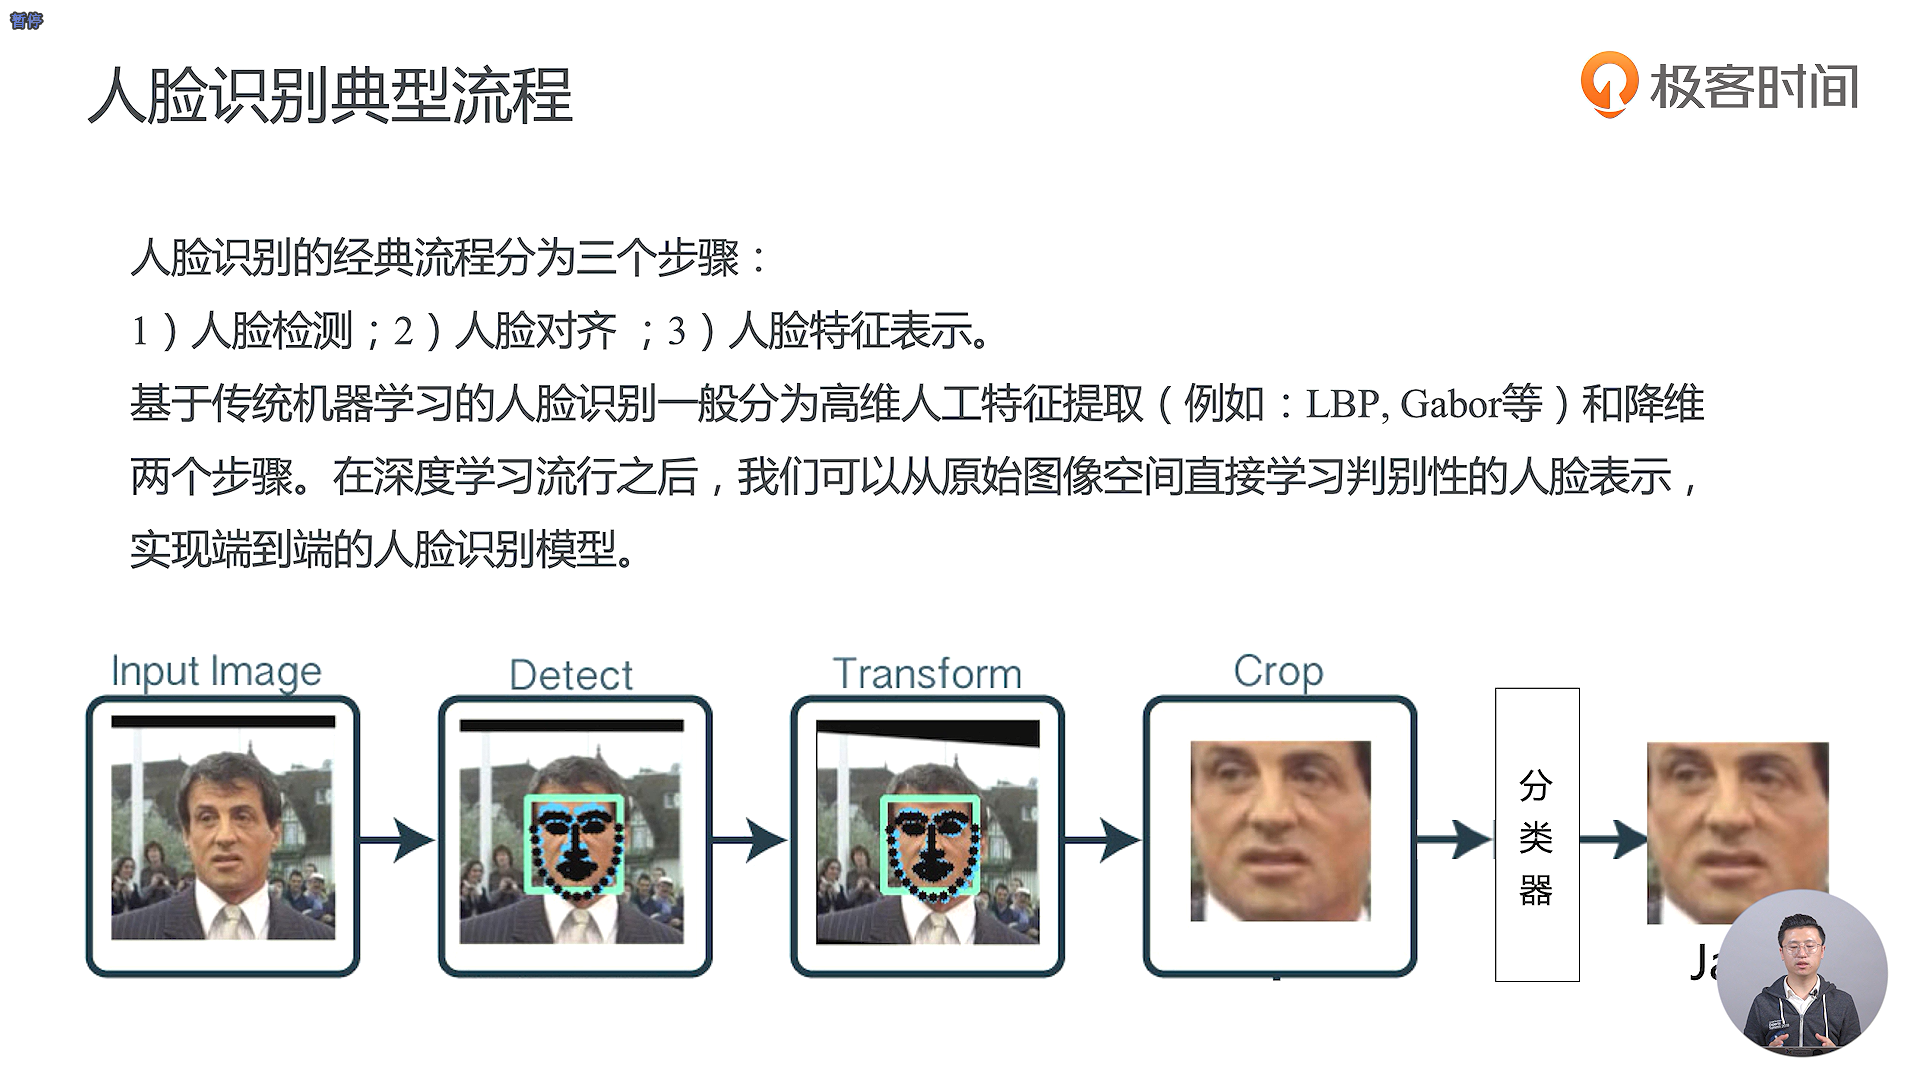 暂停
人脸识别典型流程
极客时间
人脸识别的经典流程分为三个步骤：
1）人脸检测；2）人脸对齐 ；3）人脸特征表示。
基于传统机器学习的人脸识别一般分为高维人工特征提取（例如：LBP, Gabor等）和降维
两个步骤。在深度学习流行之后，我们可以从原始图像空间直接学习判别性的人脸表示，
实现端到端的人脸识别模型。
Input Image
Detect
Transform
Crop
分类器